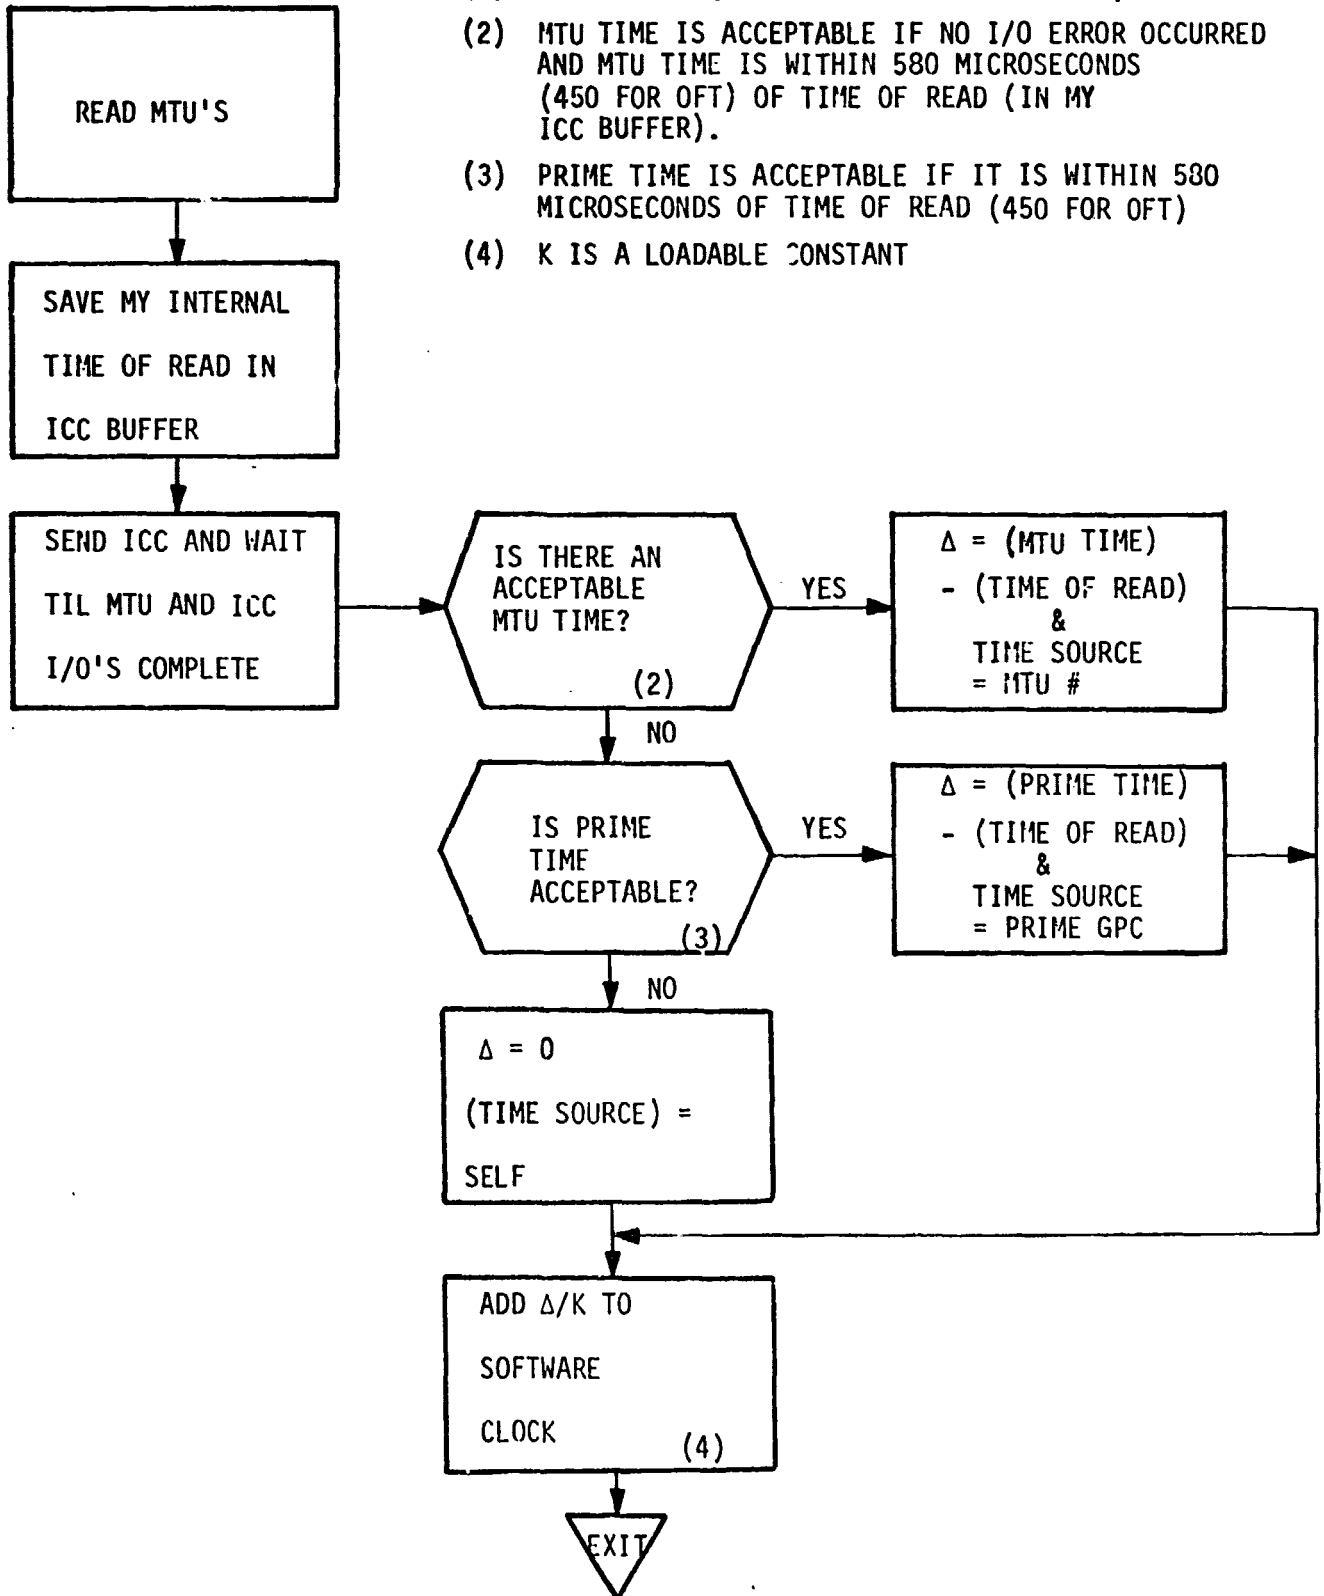 (2) MTU TIME IS ACCEPTABLE IF NO I/O ERROR OCCURRED
AND MTU TIME IS WITHIN 580 MICROSECONDS
(450 FOR OFT) OF TIME OF READ (IN MY
ICC BUFFER).
(3) PRIME TIME IS ACCEPTABLE IF IT IS WITHIN 580
MICROSECONDS OF TIME OF READ (450 FOR OFT)
(4) K IS A LOADABLE CONSTANT
READ MTU'S
SAVE MY INTERNAL
TIME OF READ IN
ICC BUFFER
SEND ICC AND WAIT
TIL MTU AND ICC
I/O'S COMPLETE
IS THERE AN
ACCEPTABLE
MTU TIME?
(2)
YES
Δ = (MTU TIME)
- (TIME OF READ)
&
TIME SOURCE
= MTU #
NO
IS PRIME
TIME
ACCEPTABLE?
(3)
YES
Δ = (PRIME TIME)
- (TIME OF READ)
&
TIME SOURCE
= PRIME GPC
NO
Δ = 0
(TIME SOURCE) =
SELF
ADD Δ/K TO
SOFTWARE
CLOCK
(4)
EXIT